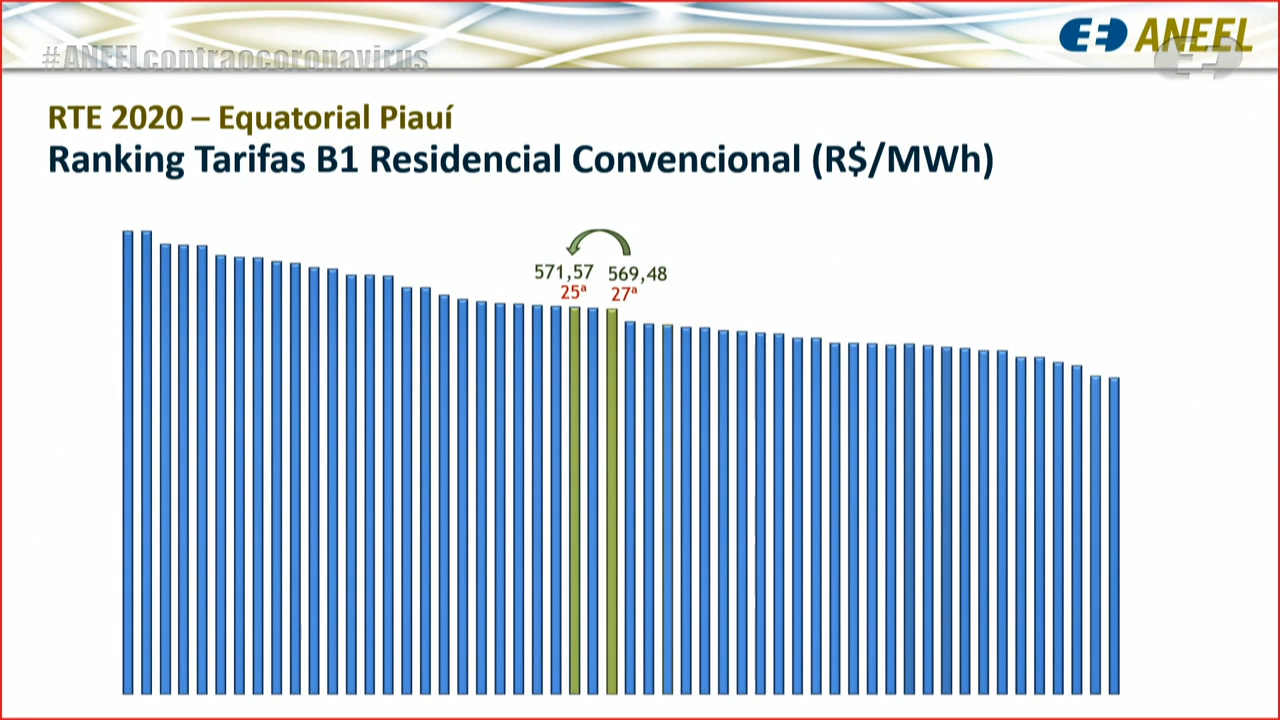 #ANEELcontraocoronavirus
ANEEL
RTE 2020 – Equatorial Piauí
Ranking Tarifas B1 Residencial Convencional (R$/MWh)
571,57 569,48
25ª 27ª